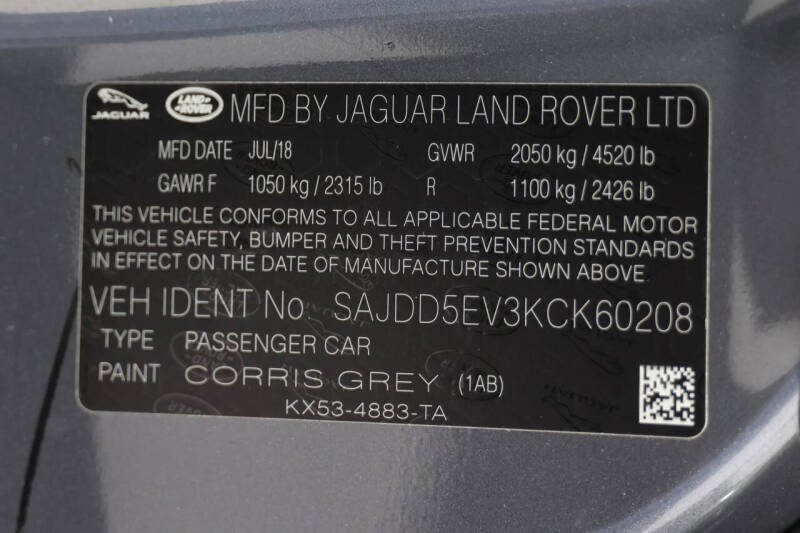 JAGUAR LAND ROVER MFD BY JAGUAR LAND ROVER LTD
MFD DATE JUL/18 GVWR 2050 kg / 4520 lb
GAWR F 1050 kg / 2315 lb R 1100 kg / 2426 lb
THIS VEHICLE CONFORMS TO ALL APPLICABLE FEDERAL MOTOR
VEHICLE SAFETY, BUMPER AND THEFT PREVENTION STANDARDS
IN EFFECT ON THE DATE OF MANUFACTURE SHOWN ABOVE.
VEH IDENT No. SAJDD5EV3KCK60208
TYPE PASSENGER CAR
PAINT CORRIS GREY (1AB)
KX53-4883-TA